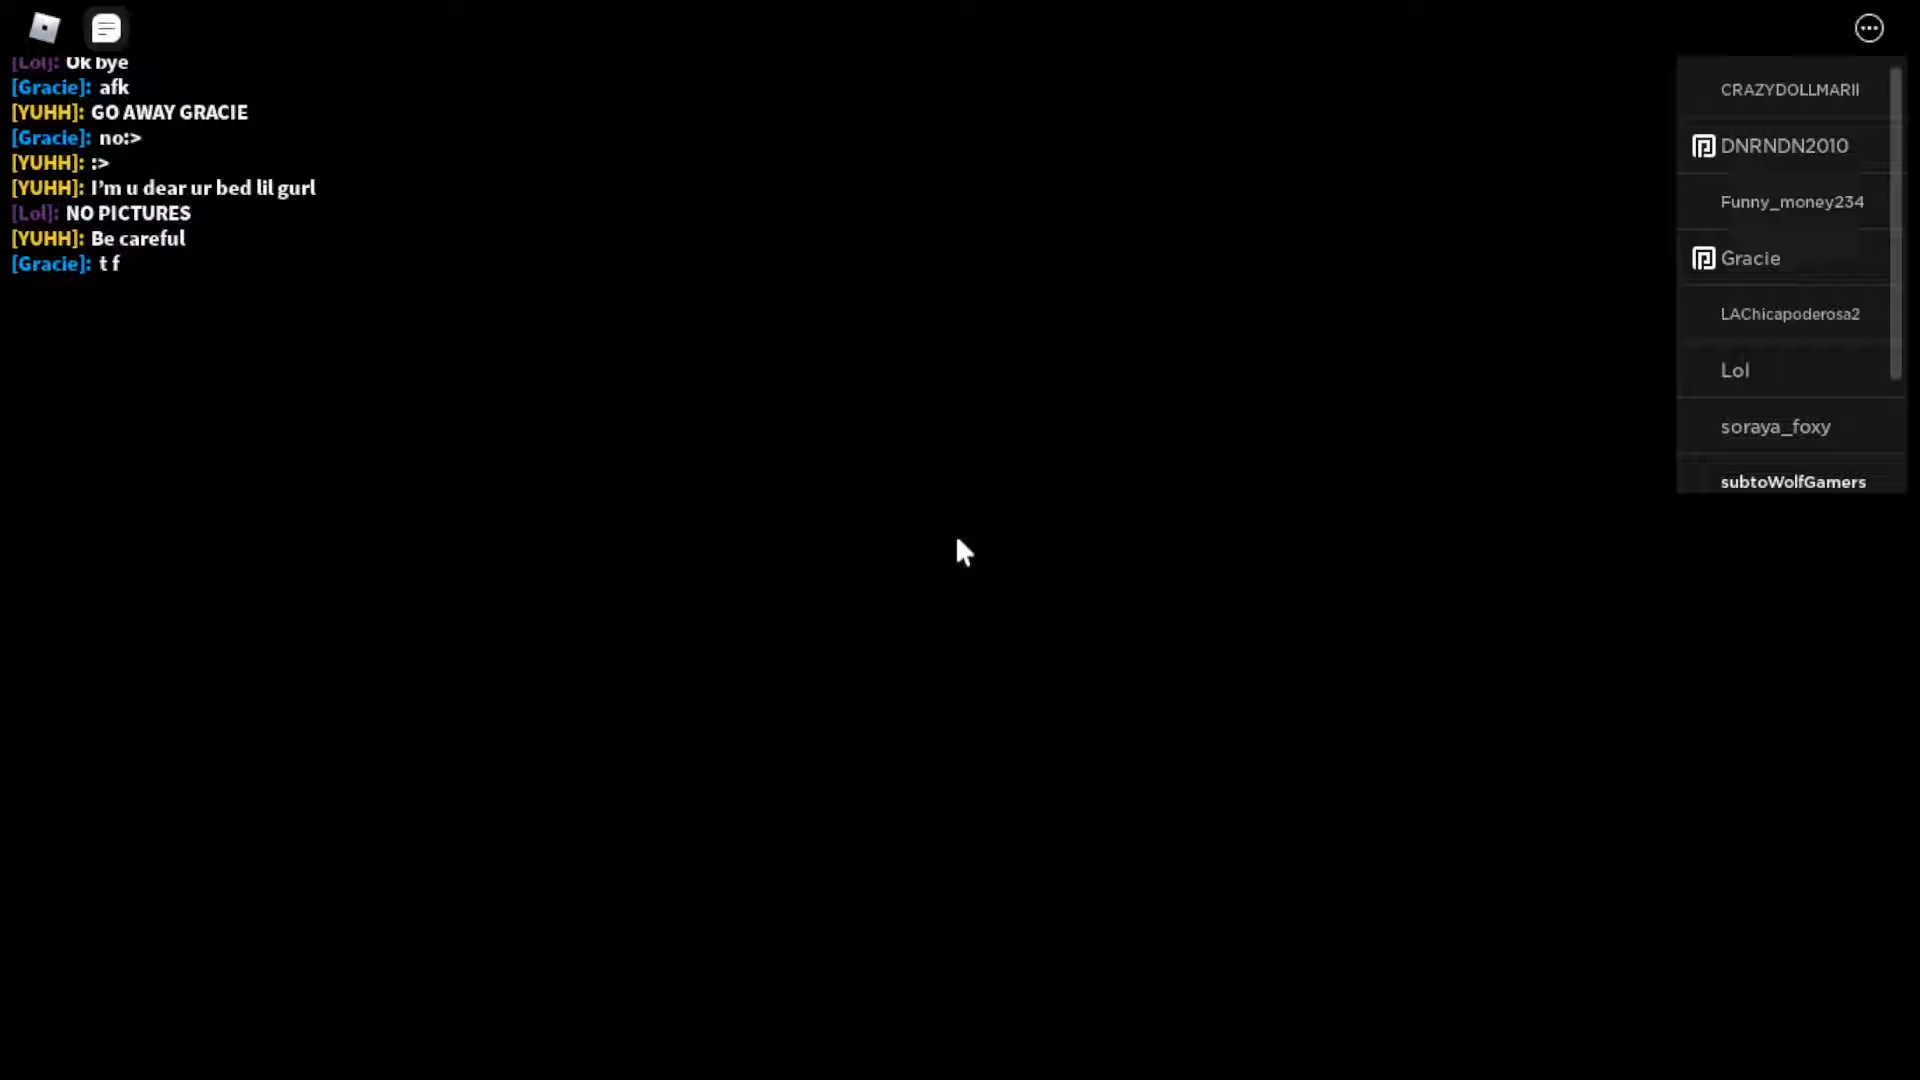 [Lol]: Ok bye
[Gracie]: afk
[YUHH]: GO AWAY GRACIE
[Gracie]: no:>
[YUHH]: :>
[YUHH]: I'm u dear ur bed lil gurl
[Lol]: NO PICTURES
[YUHH]: Be careful
[Gracie]: t f
CRAZYDOLLMARII
DNRNDN2010
Funny_money234
Gracie
LAChicapoderosa2
Lol
soraya_foxy
subtoWolfGamers